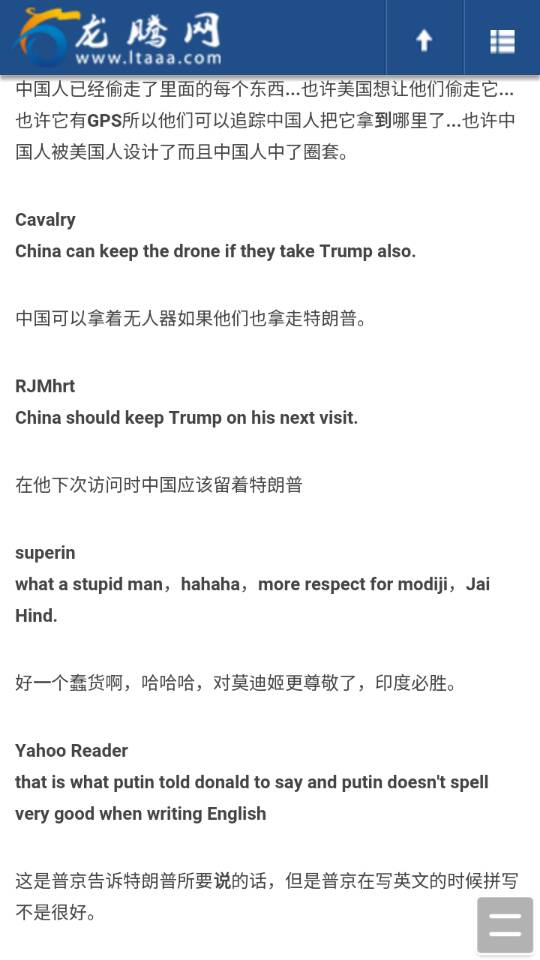 龙腾网
www.ltaaa.com
中国人已经偷走了里面的每个东西...也许美国想让他们偷走它...
也许它有GPS所以他们可以追踪中国人把它拿到哪里了...也许中
国人被美国人设计了而且中国人中了圈套。
Cavalry
China can keep the drone if they take Trump also.
中国可以拿着无人器如果他们也拿走特朗普。
RJMhrt
China should keep Trump on his next visit.
在他下次访问时中国应该留着特朗普
superin
what a stupid man，hahaha，more respect for modiji，Jai
Hind.
好一个蠢货啊，哈哈哈，对莫迪姬更尊敬了，印度必胜。
Yahoo Reader
that is what putin told donald to say and putin doesn't spell
very good when writing English
这是普京告诉特朗普所要说的话，但是普京在写英文的时候拼写
不是很好。